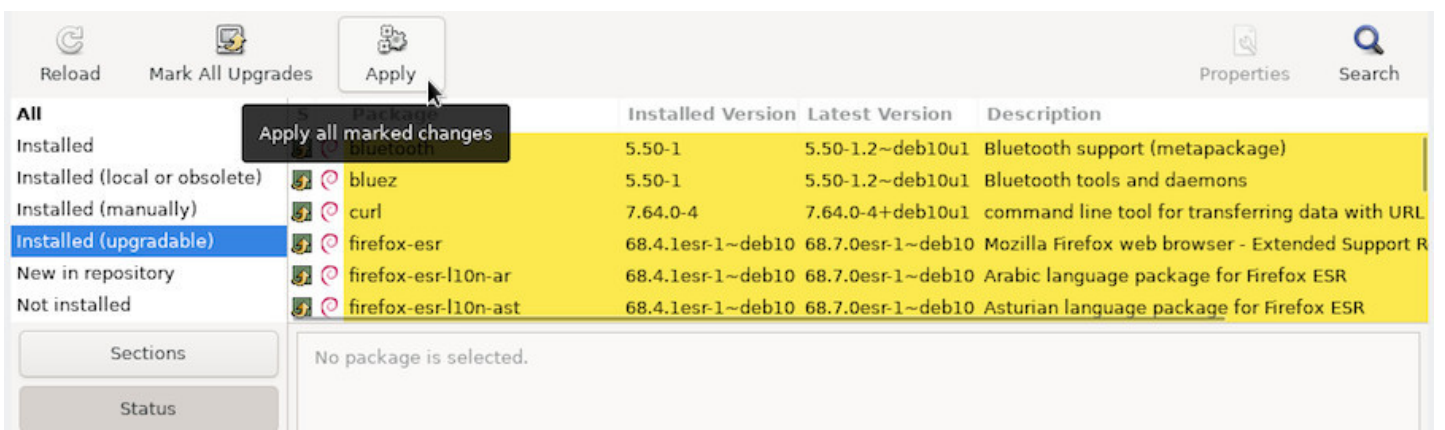 Reload Mark All Upgrades Apply Properties Search
Apply all marked changes
All
Installed
Installed (local or obsolete)
Installed (manually)
Installed (upgradable)
New in repository
Not installed
Sections
Status
S Package Installed Version Latest Version Description
bluetooth 5.50-1 5.50-1.2~deb10u1 Bluetooth support (metapackage)
bluez 5.50-1 5.50-1.2~deb10u1 Bluetooth tools and daemons
curl 7.64.0-4 7.64.0-4+deb10u1 command line tool for transferring data with URL
firefox-esr 68.4.1esr-1~deb10 68.7.0esr-1~deb10 Mozilla Firefox web browser - Extended Support R
firefox-esr-l10n-ar 68.4.1esr-1~deb10 68.7.0esr-1~deb10 Arabic language package for Firefox ESR
firefox-esr-l10n-ast 68.4.1esr-1~deb10 68.7.0esr-1~deb10 Asturian language package for Firefox ESR
No package is selected.